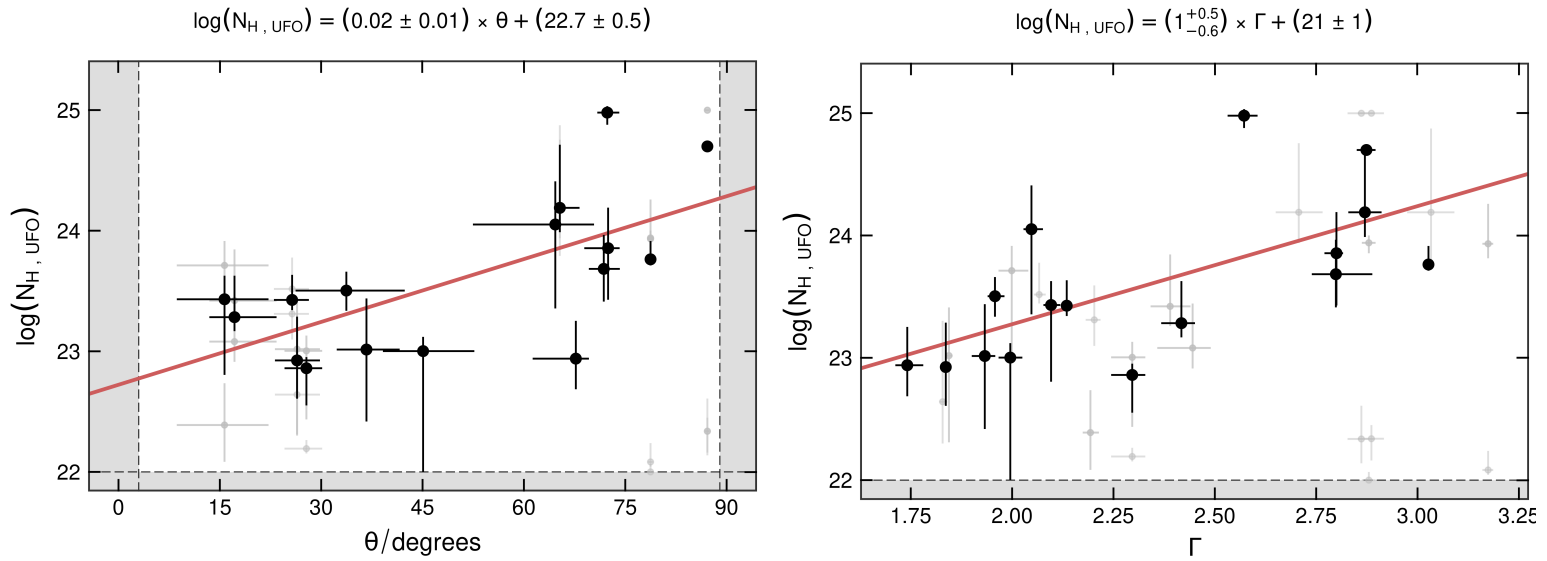 log(N_H , UFO) = (0.02 ± 0.01) × θ + (22.7 ± 0.5)
25
24
23
22
log(N_H , UFO)
0 15 30 45 60 75 90
θ/degrees
log(N_H , UFO) = (1^{+0.5}_{−0.6}) × Γ + (21 ± 1)
25
24
23
22
log(N_H , UFO)
1.75 2.00 2.25 2.50 2.75 3.00 3.25
Γ